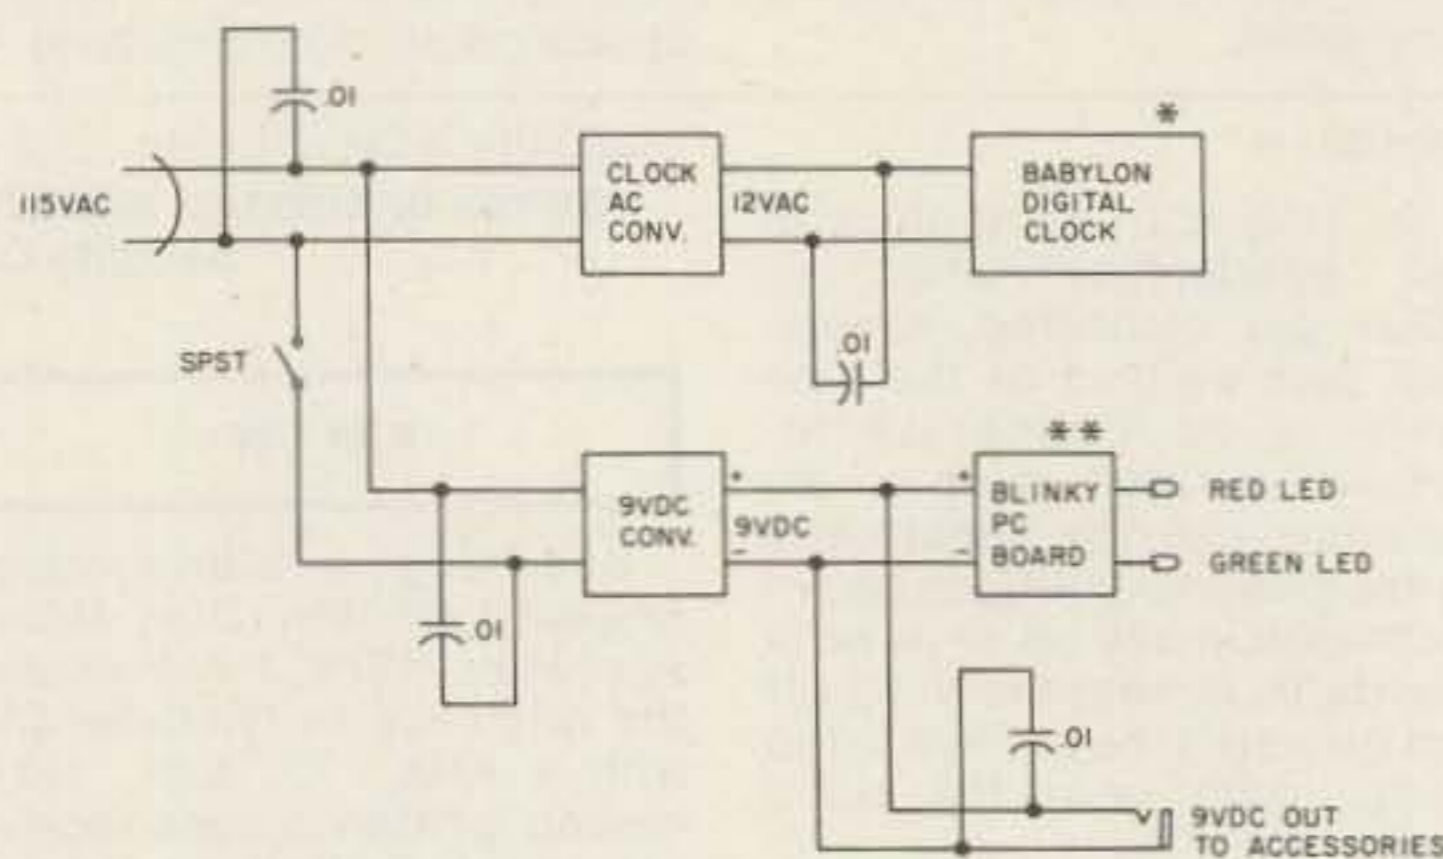 .01
*
115VAC
CLOCK
AC
CONV.
12VAC
BABYLON
DIGITAL
CLOCK
SPST
.01
**
9VDC
CONV.
+
9VDC
-
+
-
BLINKY
PC
BOARD
RED LED
GREEN LED
.01
.01
9VDC OUT
TO ACCESSORIES